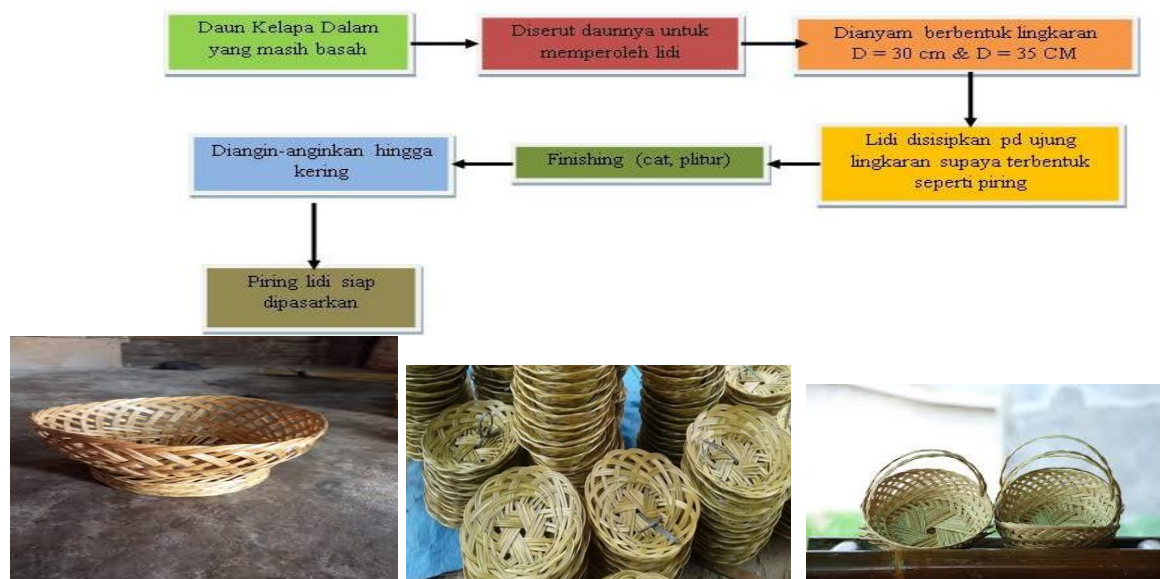 Daun Kelapa Dalam
yang masih basah
Diserut daunnya untuk
memperoleh lidi
Dianyam berbentuk lingkaran
D = 30 cm & D = 35 CM
Lidi disisipkan pd ujung
lingkaran supaya terbentuk
seperti piring
Finishing (cat, plitur)
Diangin-anginkan hingga
kering
Piring lidi siap
dipasarkan